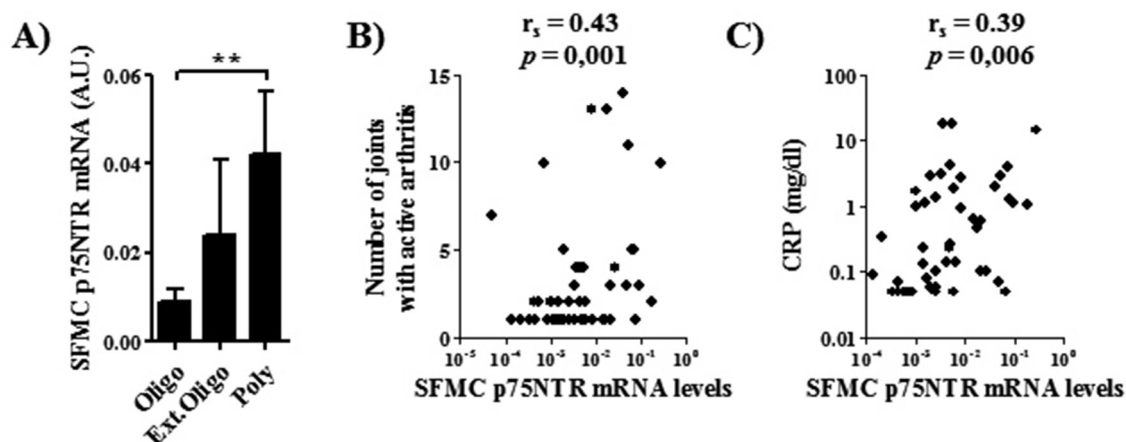 A)
SFMC p75NTR mRNA (A.U.)
0.06
0.04
0.02
0.00
**
Oligo
Ext.Oligo
Poly
B)
r_s = 0.43
p = 0,001
Number of joints
with active arthritis
15
10
5
0
10⁻⁵ 10⁻⁴ 10⁻³ 10⁻² 10⁻¹ 10⁰
SFMC p75NTR mRNA levels
C)
r_s = 0.39
p = 0,006
CRP (mg/dl)
100
10
1
0.1
0.01
10⁻⁴ 10⁻³ 10⁻² 10⁻¹ 10⁰
SFMC p75NTR mRNA levels